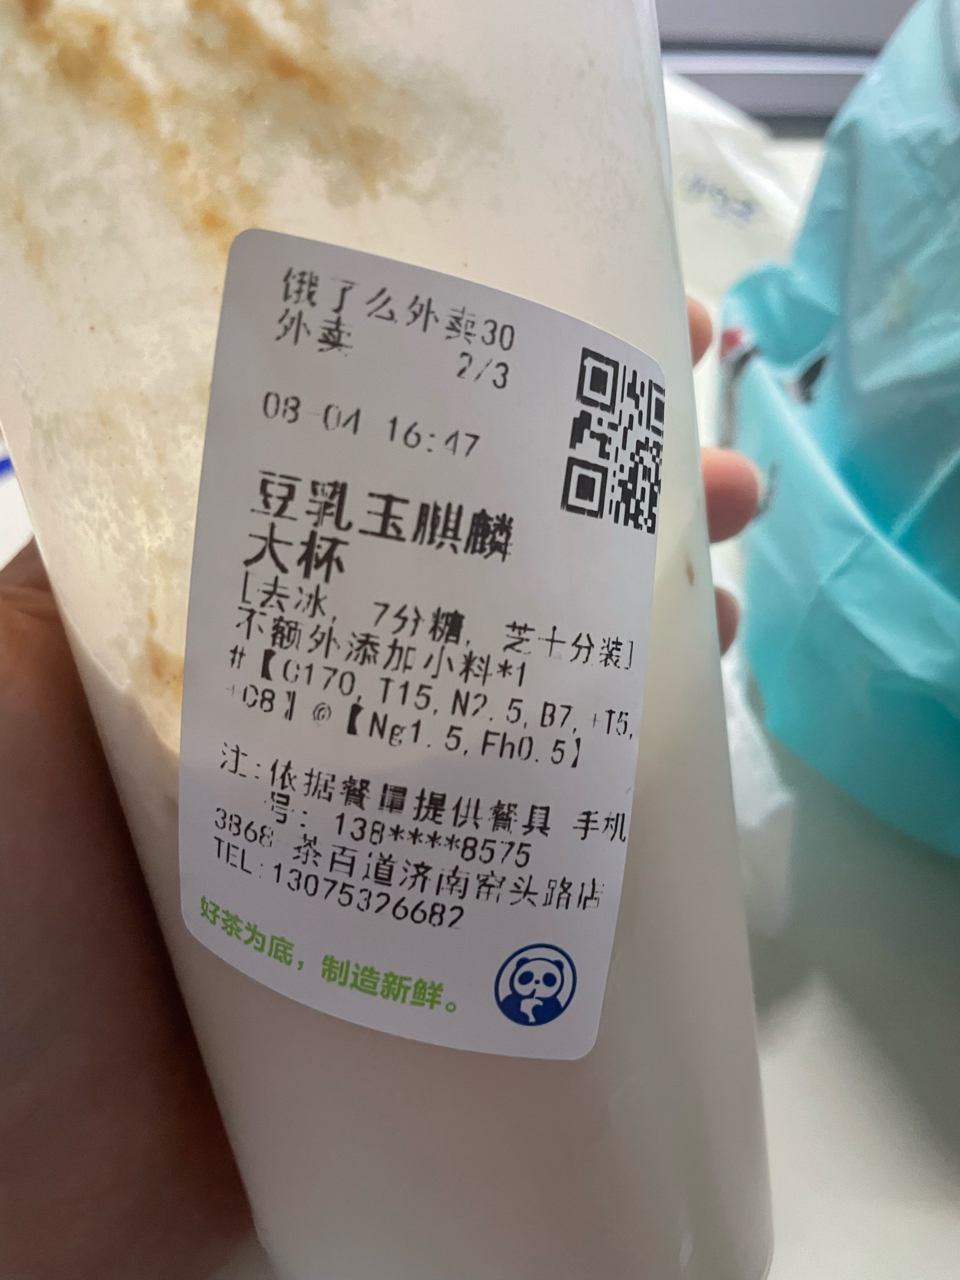 饿了么外卖30
外卖 2/3
08-04 16:47
豆乳玉麒麟
大杯
[去冰, 7分糖, 芝士分装]
不额外添加小料*1
#【C170, T15, N2.5, B7, +T5,
+C8】@【Ng1.5, Fh0.5】
注:依据餐量提供餐具 手机
号: 138****8575
3868 茶百道济南窑头路店
TEL:13075326682
好茶为底，制造新鲜。